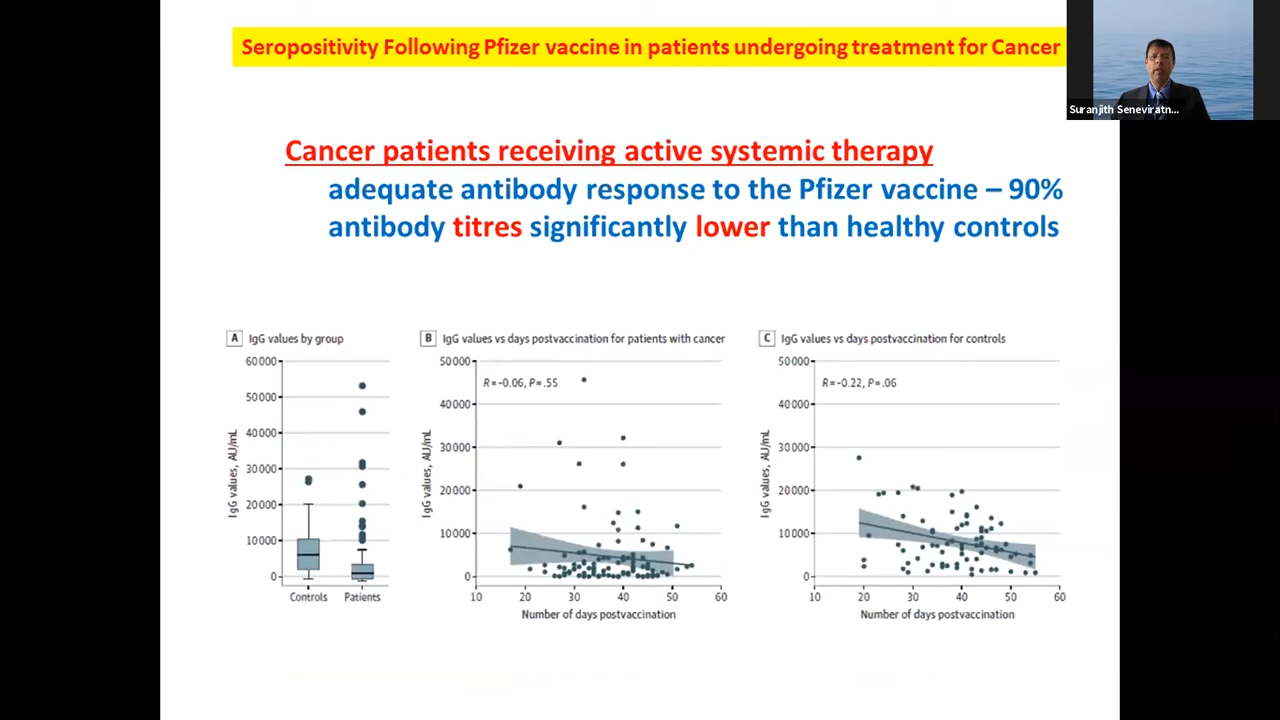 Seropositivity Following Pfizer vaccine in patients undergoing treatment for Cancer
Suranjith Seneviratn...
Cancer patients receiving active systemic therapy
adequate antibody response to the Pfizer vaccine – 90%
antibody titres significantly lower than healthy controls
A IgG values by group
60000
50000
40000
30000
20000
10000
0
IgG values, AU/mL
Controls Patients
B IgG values vs days postvaccination for patients with cancer
50000
R=-0.06, P=.55
40000
30000
20000
10000
0
IgG values, AU/mL
10 20 30 40 50 60
Number of days postvaccination
C IgG values vs days postvaccination for controls
50000
R=-0.22, P=.06
40000
30000
20000
10000
0
IgG values, AU/mL
10 20 30 40 50 60
Number of days postvaccination